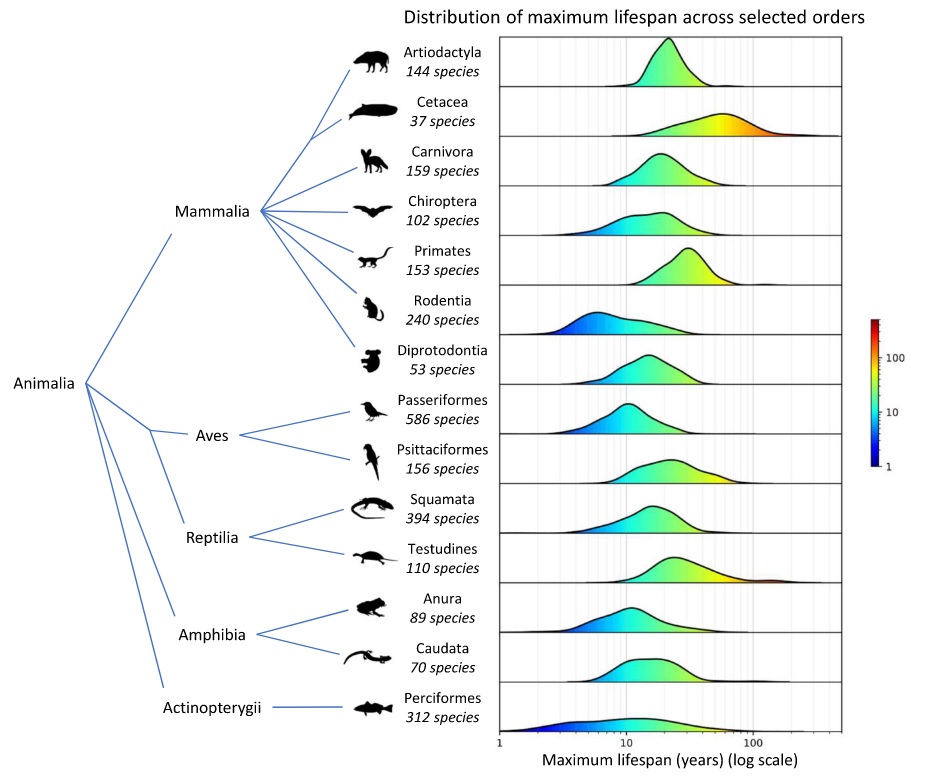 Distribution of maximum lifespan across selected orders
Artiodactyla
144 species
Cetacea
37 species
Carnivora
159 species
Mammalia
Chiroptera
102 species
Primates
153 species
Rodentia
240 species
Diprotodontia
53 species
Animalia
Passeriformes
586 species
Aves
Psittaciformes
156 species
Squamata
394 species
Reptilia
Testudines
110 species
Anura
89 species
Amphibia
Caudata
70 species
Actinopterygii
Perciformes
312 species
100
10
1
1 10 100
Maximum lifespan (years) (log scale)